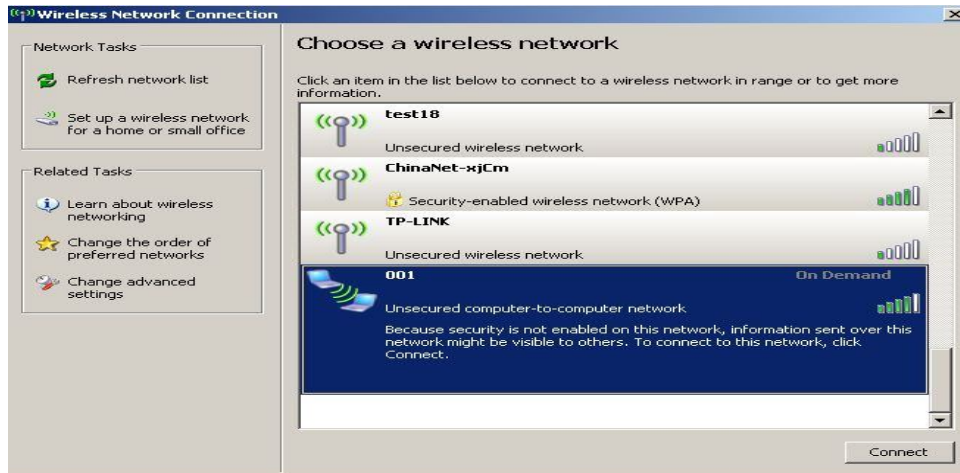 Wireless Network Connection
Network Tasks
Refresh network list
Set up a wireless network
for a home or small office
Related Tasks
Learn about wireless
networking
Change the order of
preferred networks
Change advanced
settings
Choose a wireless network
Click an item in the list below to connect to a wireless network in range or to get more
information.
test18
Unsecured wireless network
ChinaNet-xjCm
Security-enabled wireless network (WPA)
TP-LINK
Unsecured wireless network
001 On Demand
Unsecured computer-to-computer network
Because security is not enabled on this network, information sent over this
network might be visible to others. To connect to this network, click
Connect.
Connect